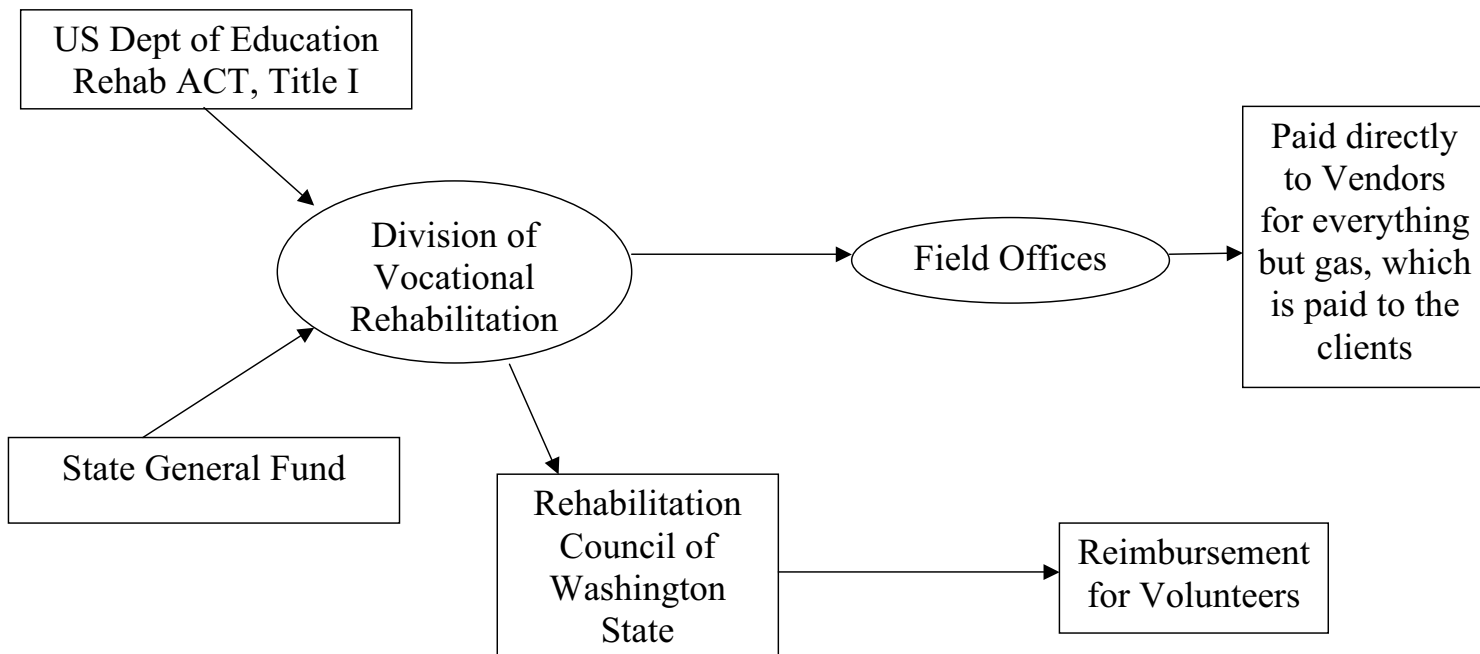 US Dept of Education
Rehab ACT, Title I
Division of
Vocational
Rehabilitation
Field Offices
Paid directly
to Vendors
for everything
but gas, which
is paid to the
clients
State General Fund
Rehabilitation
Council of
Washington
State
Reimbursement
for Volunteers